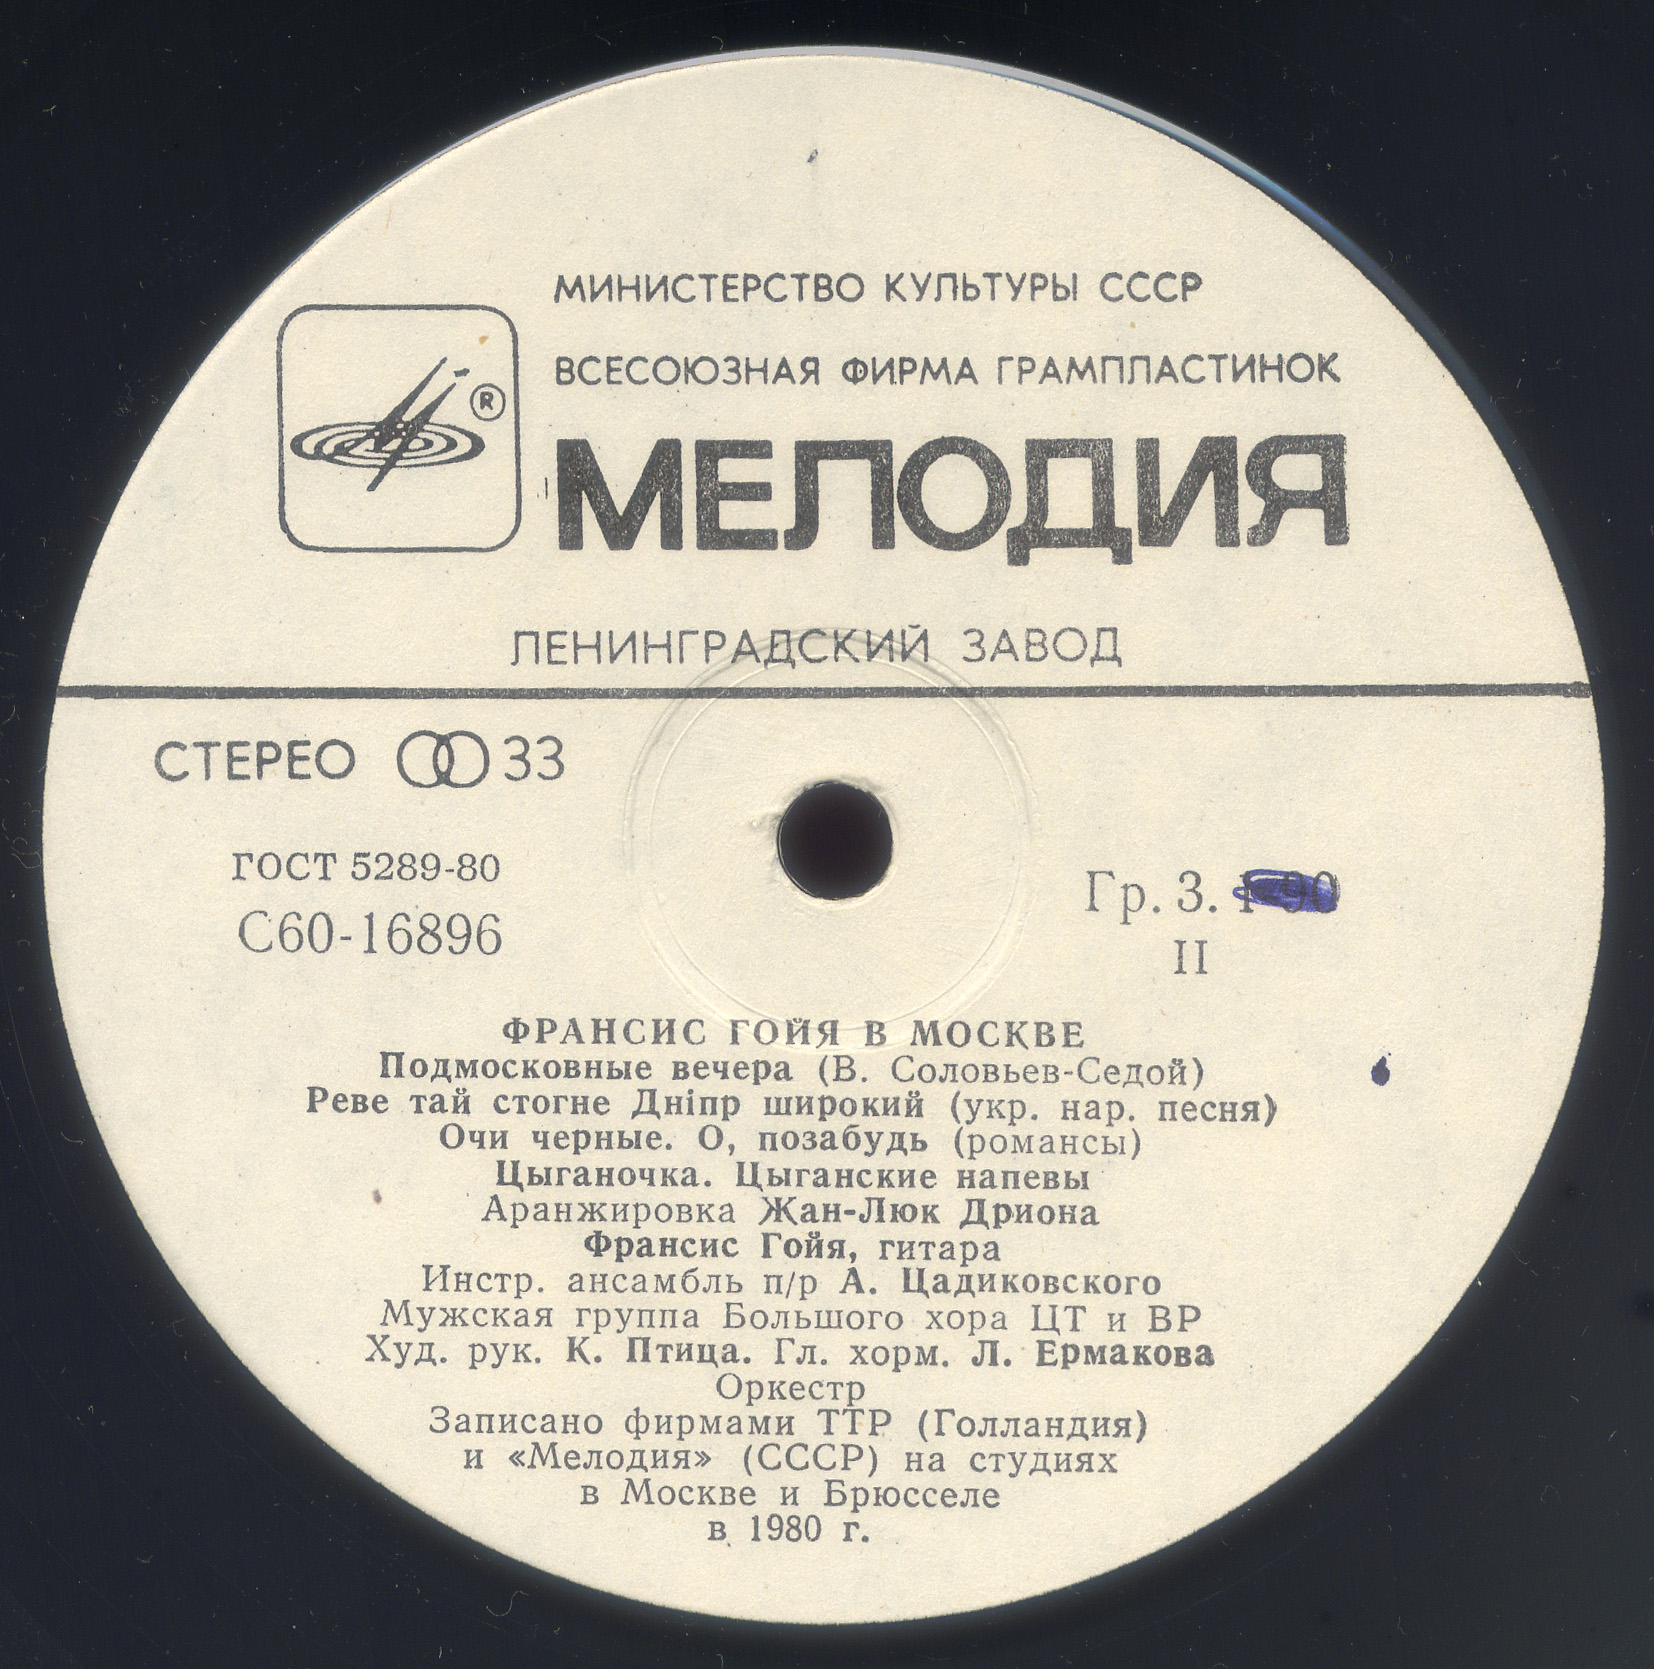 МИНИСТЕРСТВО КУЛЬТУРЫ СССР
ВСЕСОЮЗНАЯ ФИРМА ГРАМПЛАСТИНОК
®
МЕЛОДИЯ
ЛЕНИНГРАДСКИЙ ЗАВОД
СТЕРЕО 33
ГОСТ 5289-80
С60-16896
Гр. 3. 1-90
II
ФРАНСИС ГОЙЯ В МОСКВЕ
Подмосковные вечера (В. Соловьев-Седой)
Реве тай стогне Дніпр широкий (укр. нар. песня)
Очи черные. О, позабудь (романсы)
Цыганочка. Цыганские напевы
Аранжировка Жан-Люк Дриона
Франсис Гойя, гитара
Инстр. ансамбль п/р А. Цадиковского
Мужская группа Большого хора ЦТ и ВР
Худ. рук. К. Птица. Гл. хорм. Л. Ермакова
Оркестр
Записано фирмами ТТР (Голландия)
и «Мелодия» (СССР) на студиях
в Москве и Брюсселе
в 1980 г.